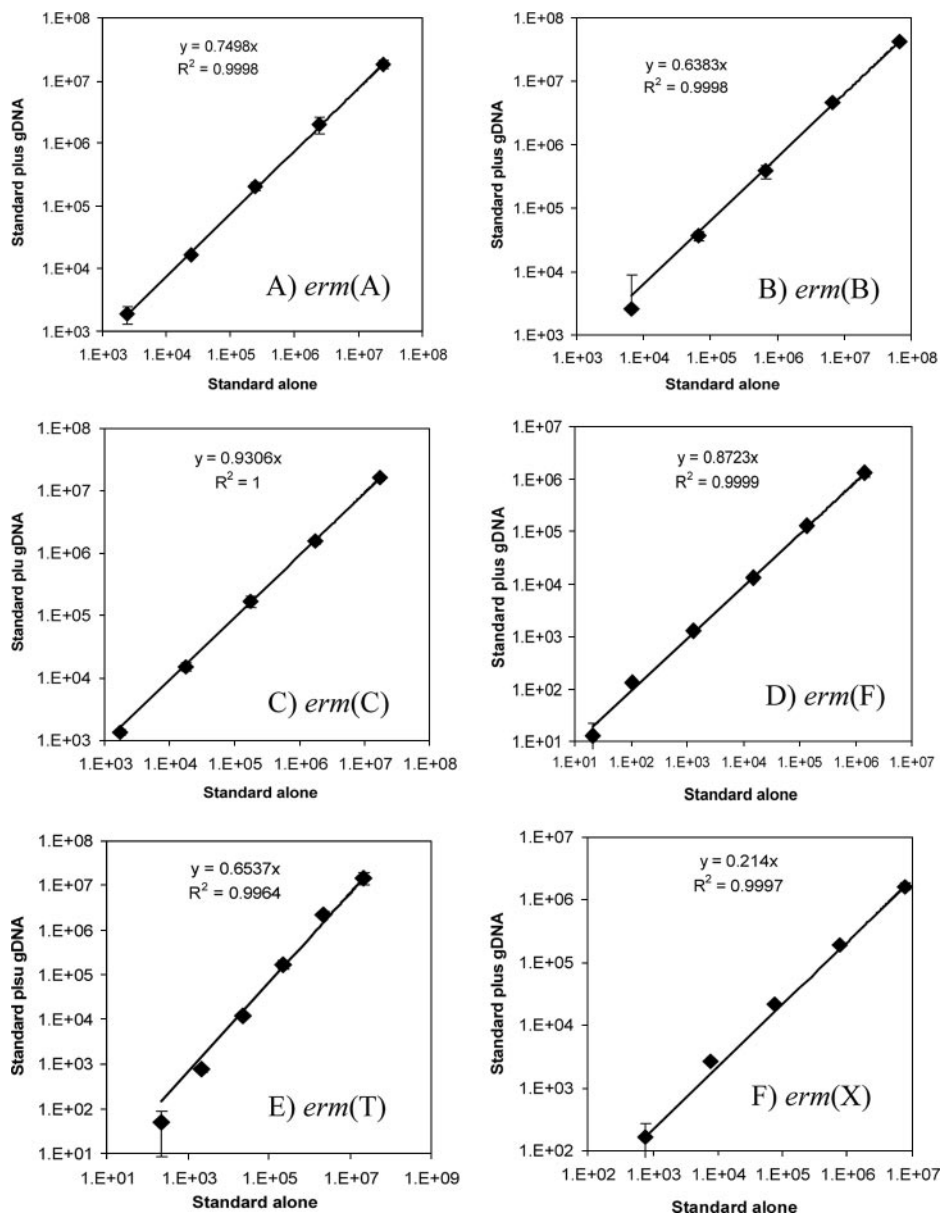 1.E+08
1.E+07
1.E+06
1.E+05
1.E+04
1.E+03
Standard plus gDNA
y = 0.7498x
R² = 0.9998
A) erm(A)
1.E+03 1.E+04 1.E+05 1.E+06 1.E+07 1.E+08
Standard alone
1.E+08
1.E+07
1.E+06
1.E+05
1.E+04
1.E+03
Standard plus gDNA
y = 0.6383x
R² = 0.9998
B) erm(B)
1.E+03 1.E+04 1.E+05 1.E+06 1.E+07 1.E+08
Standard alone
1.E+08
1.E+07
1.E+06
1.E+05
1.E+04
1.E+03
Standard plu gDNA
y = 0.9306x
R² = 1
C) erm(C)
1.E+03 1.E+04 1.E+05 1.E+06 1.E+07 1.E+08
Standard alone
1.E+07
1.E+06
1.E+05
1.E+04
1.E+03
1.E+02
1.E+01
Standard plus gDNA
y = 0.8723x
R² = 0.9999
D) erm(F)
1.E+01 1.E+02 1.E+03 1.E+04 1.E+05 1.E+06 1.E+07
Standard alone
1.E+08
1.E+07
1.E+06
1.E+05
1.E+04
1.E+03
1.E+02
1.E+01
Standard plsu gDNA
y = 0.6537x
R² = 0.9964
E) erm(T)
1.E+01 1.E+03 1.E+05 1.E+07 1.E+09
Standard alone
1.E+07
1.E+06
1.E+05
1.E+04
1.E+03
1.E+02
Standard plus gDNA
y = 0.214x
R² = 0.9997
F) erm(X)
1.E+02 1.E+03 1.E+04 1.E+05 1.E+06 1.E+07
Standard alone